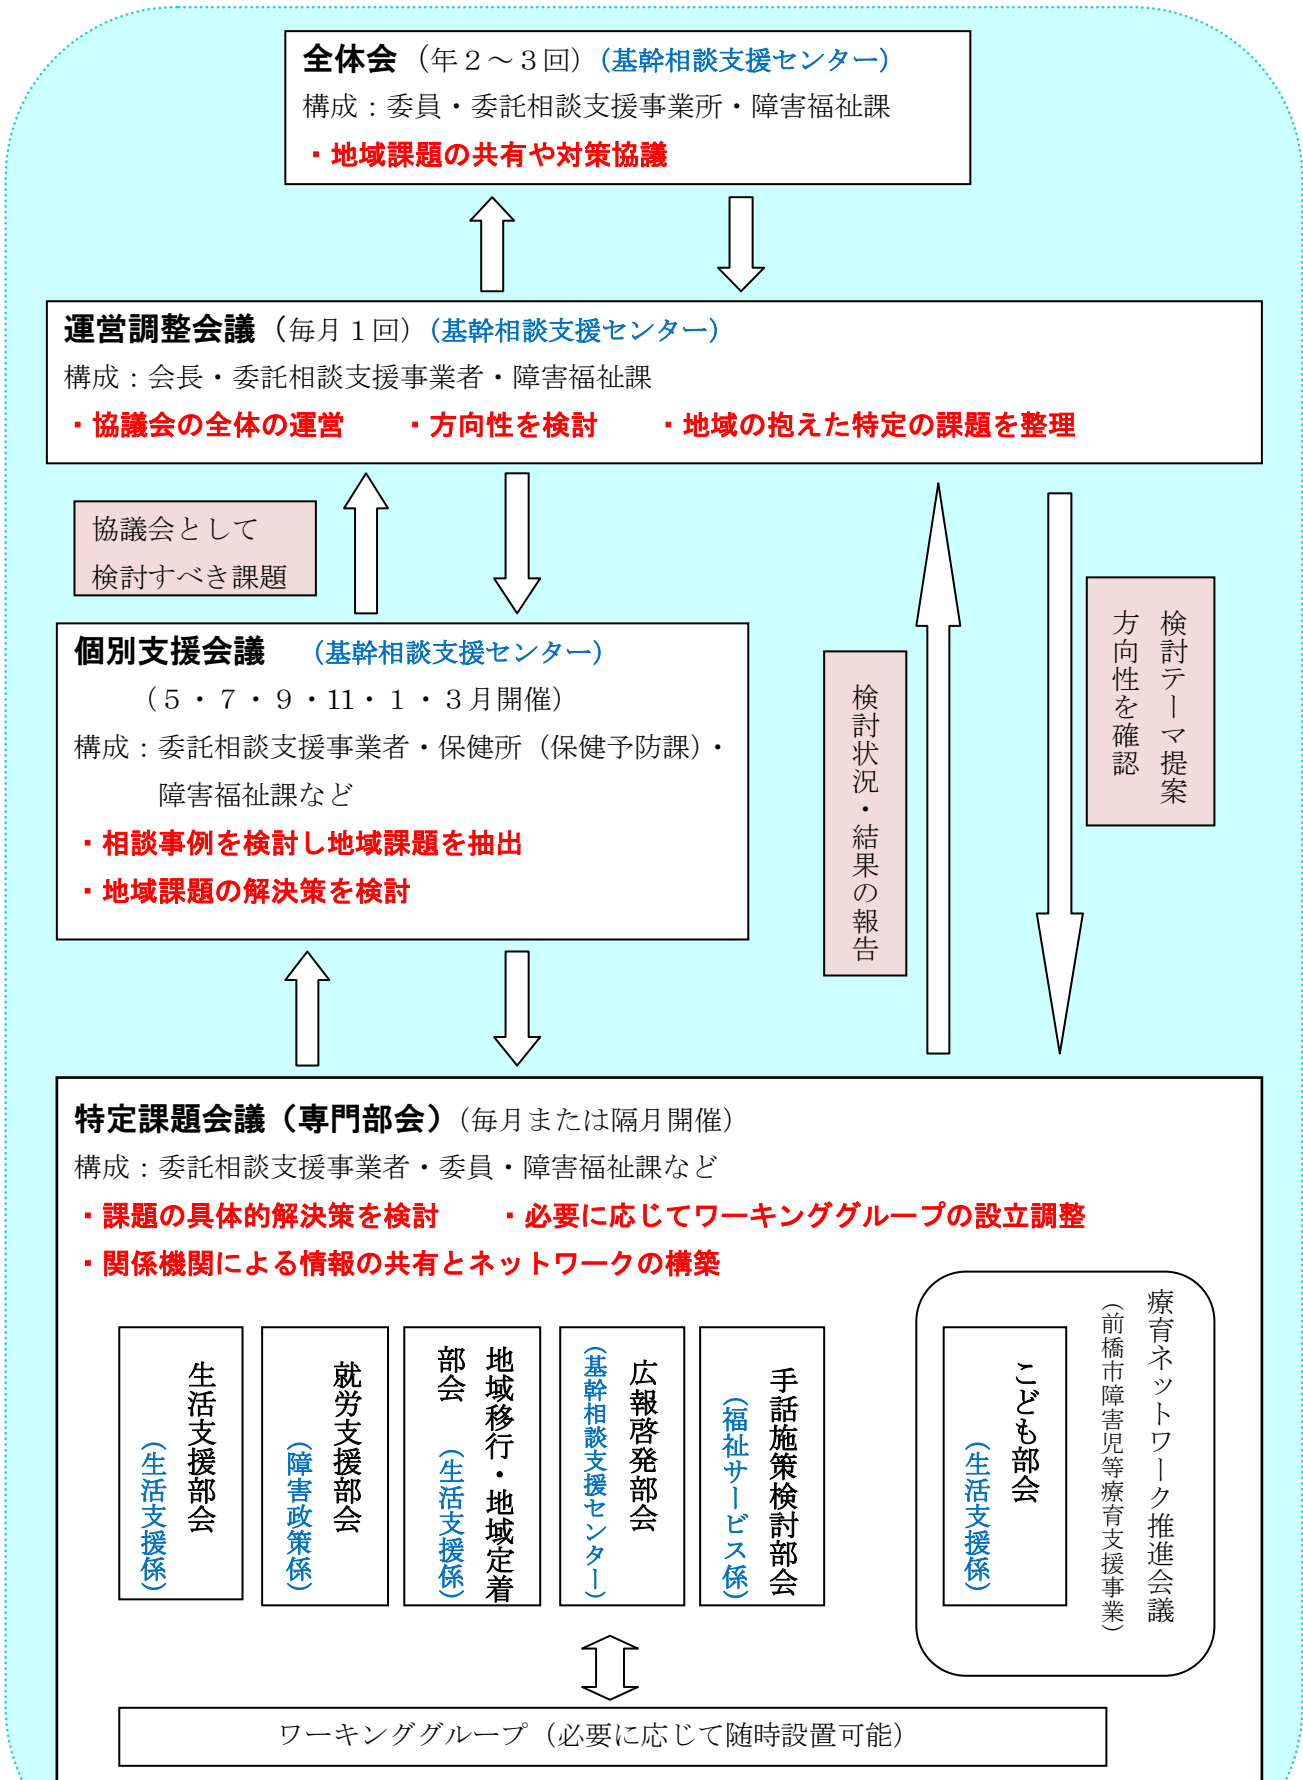 全体会（年２～３回）（基幹相談支援センター）
構成：委員・委託相談支援事業所・障害福祉課
・地域課題の共有や対策協議
運営調整会議（毎月１回）（基幹相談支援センター）
構成：会長・委託相談支援事業者・障害福祉課
・協議会の全体の運営　　・方向性を検討　　・地域の抱えた特定の課題を整理
協議会として
検討すべき課題
個別支援会議　（基幹相談支援センター）
（５・７・９・11・１・３月開催）
構成：委託相談支援事業者・保健所（保健予防課）・
障害福祉課など
・相談事例を検討し地域課題を抽出
・地域課題の解決策を検討
検討状況・結果の報告
検討テーマ提案
方向性を確認
特定課題会議（専門部会）（毎月または隔月開催）
構成：委託相談支援事業者・委員・障害福祉課など
・課題の具体的解決策を検討　　・必要に応じてワーキンググループの設立調整
・関係機関による情報の共有とネットワークの構築
生活支援部会
（生活支援係）
就労支援部会
（障害政策係）
地域移行・地域定着
部会　（生活支援係）
広報啓発部会
（基幹相談支援センター）
手話施策検討部会
（福祉サービス係）
療育ネットワーク推進会議
（前橋市障害児等療育支援事業）
こども部会
（生活支援係）
ワーキンググループ（必要に応じて随時設置可能）